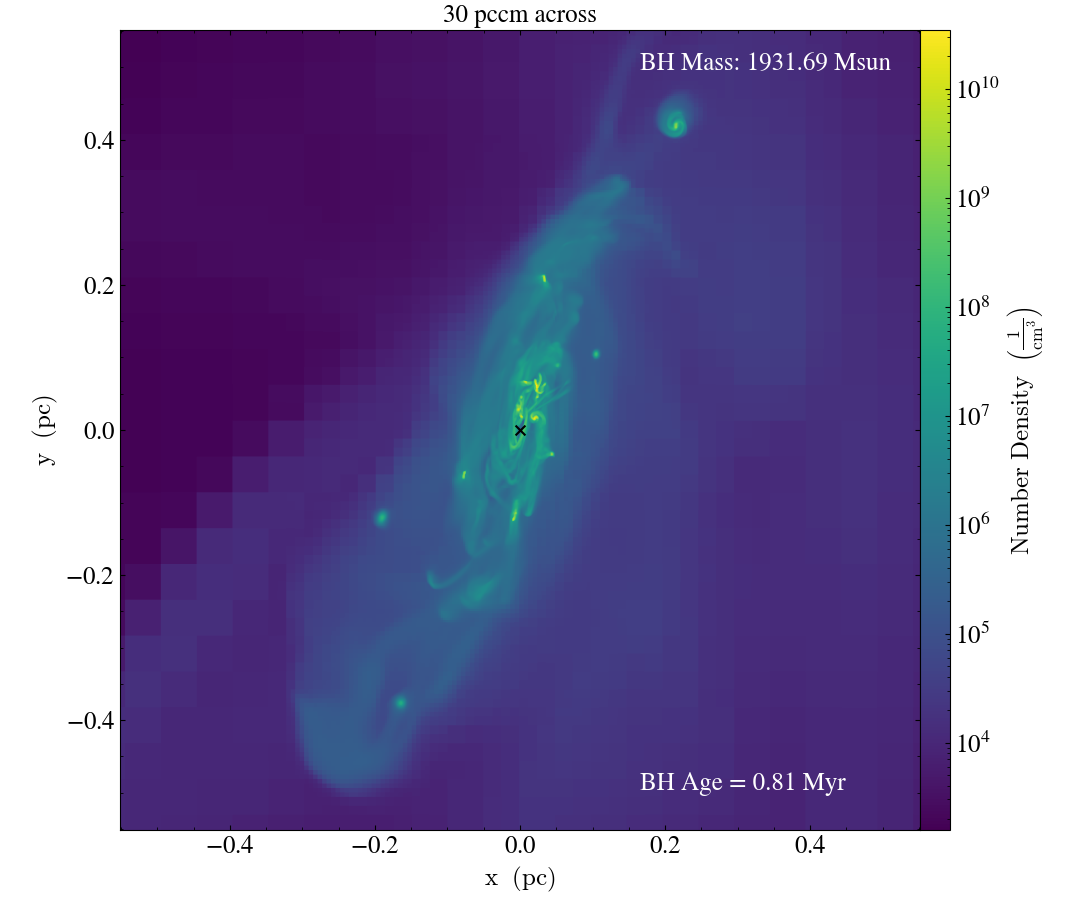 30 pccm across
BH Mass: 1931.69 Msun
BH Age = 0.81 Myr
0.4
0.2
0.0
−0.2
−0.4
y (pc)
−0.4 −0.2 0.0 0.2 0.4
x (pc)
10^10
10^9
10^8
10^7
10^6
10^5
10^4
Number Density (1/cm^3)